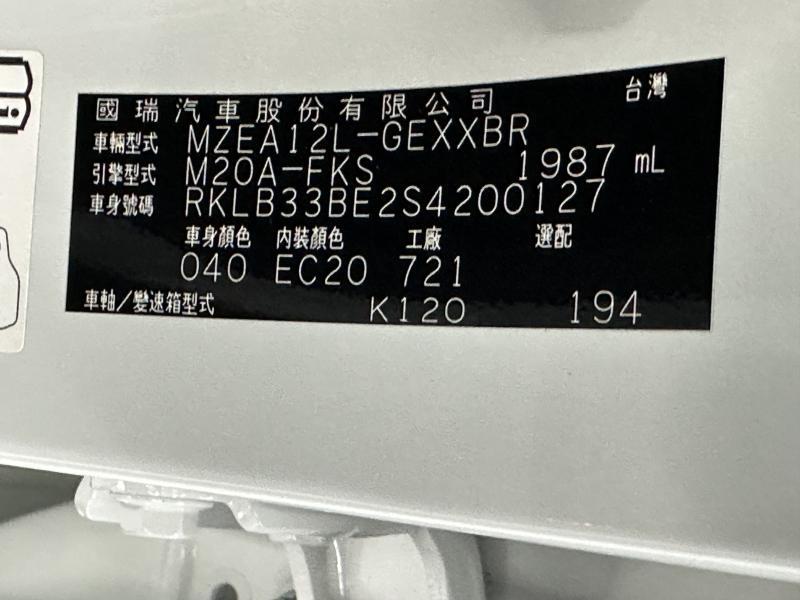 國瑞汽車股份有限公司 台灣
車輛型式 MZEA12L-GEXXBR
引擎型式 M20A-FKS 1987 mL
車身號碼 RKLB33BE2S4200127
車身顏色 內裝顏色 工廠 選配
040 EC20 721
車軸/變速箱型式 K120 194